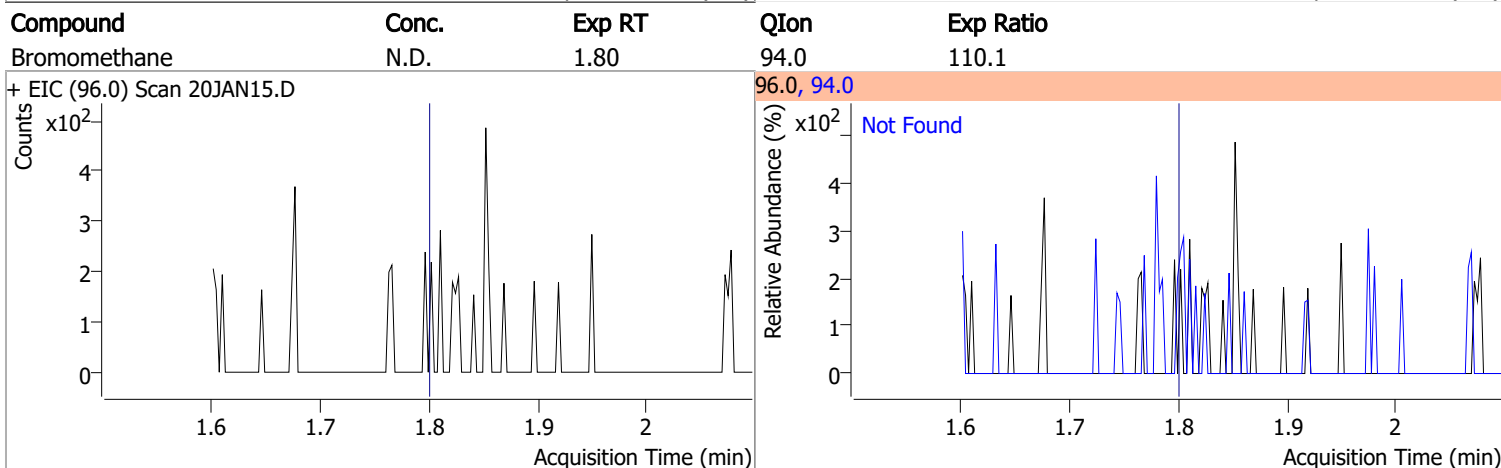 Compound Conc. Exp RT QIon Exp Ratio
Bromomethane N.D. 1.80 94.0 110.1
+ EIC (96.0) Scan 20JAN15.D
Counts
x10²
4
3
2
1
0
1.6 1.7 1.8 1.9 2
Acquisition Time (min)
96.0, 94.0
Relative Abundance (%)
x10²
Not Found
4
3
2
1
0
1.6 1.7 1.8 1.9 2
Acquisition Time (min)